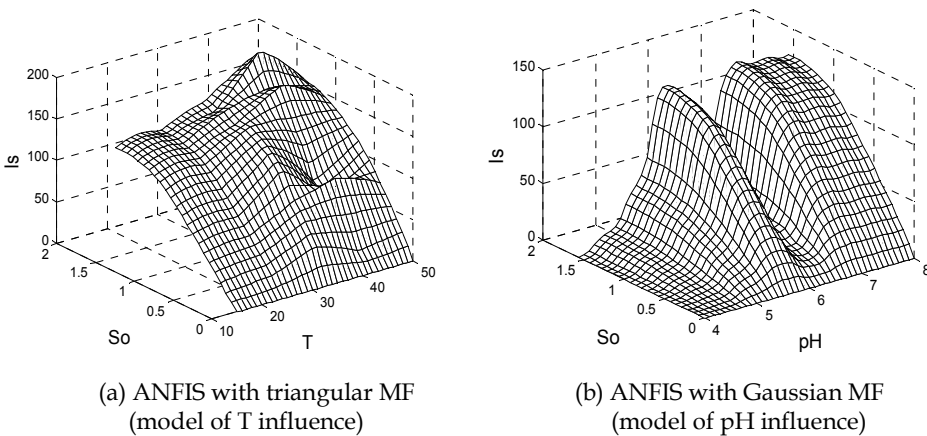 200
150
100
50
0
Is
2
1.5
1
0.5
0
So
10
20
30
40
50
T
150
100
50
0
Is
2
1.5
1
0.5
0
So
4
5
6
7
8
pH
(a) ANFIS with triangular MF
(model of T influence)
(b) ANFIS with Gaussian MF
(model of pH influence)